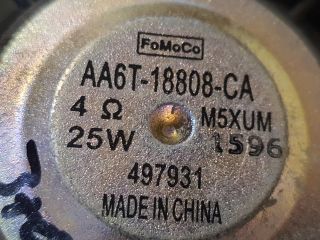 FoMoCo
AA6T-18808-CA
4 Ω M5XUM
25W 1596
497931
MADE IN CHINA